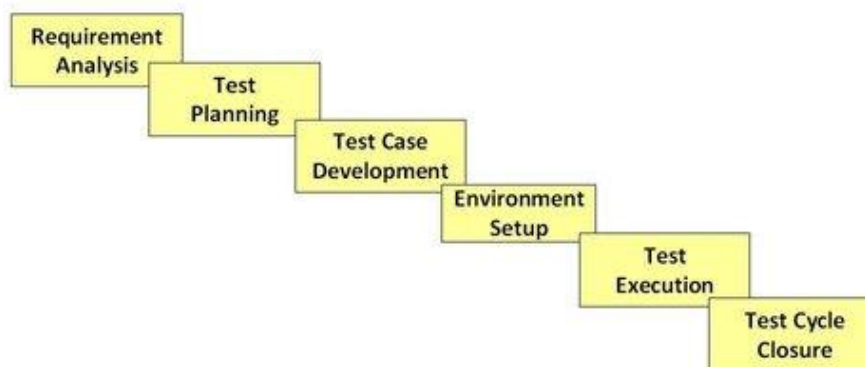 Requirement
Analysis
Test
Planning
Test Case
Development
Environment
Setup
Test
Execution
Test Cycle
Closure